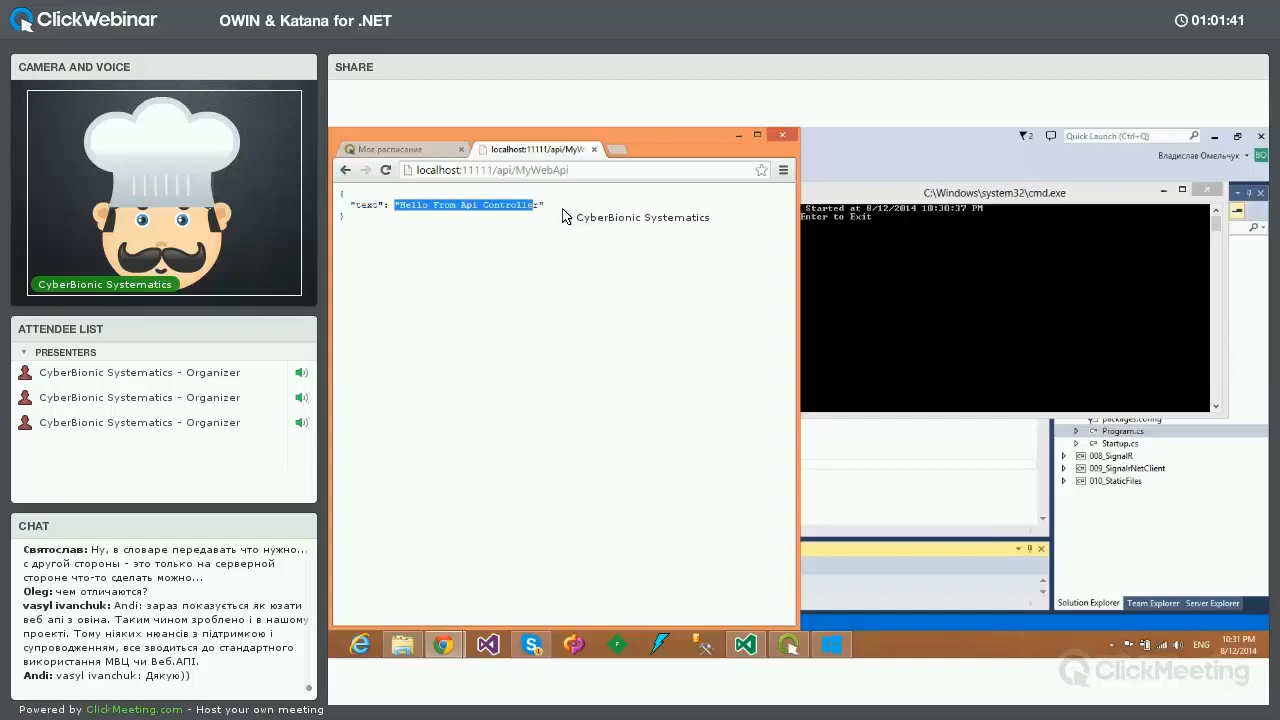 ClickWebinar
OWIN & Katana for .NET
01:01:41
CAMERA AND VOICE
CyberBionic Systematics
ATTENDEE LIST
PRESENTERS
CyberBionic Systematics - Organizer
CyberBionic Systematics - Organizer
CyberBionic Systematics - Organizer
CHAT
Святослав: Ну, в словаре передавать что нужно...
с другой стороны - это только на серверной
стороне что-то сделать можно...
Oleg: чем отличаются?
vasyl ivanchuk: Andi: зараз показується як юзати
веб апі з овіна. Таким чином зроблено і в нашому
проекті. Тому ніяких нюансів з підтримкою і
супроводженням, все зводиться до стандартного
використання МВЦ чи Веб.АПІ.
Andi: vasyl ivanchuk: Дякую))
Powered by ClickMeeting.com - Host your own meeting
SHARE
Мое расписание
localhost:11111/api/MyWe
localhost:11111/api/MyWebApi
{
"text": "Hello From Api Controller"
}
CyberBionic Systematics
2
Quick Launch (Ctrl+Q)
Владислав Омельчук
C:\Windows\system32\cmd.exe
Started at 8/12/2014 10:30:37 PM
Enter to Exit
packages.config
Program.cs
Startup.cs
008_SignalR
009_SignalrNetClient
010_StaticFiles
Solution Explorer
Team Explorer
Server Explorer
ENG
10:31 PM
8/12/2014
ClickMeeting